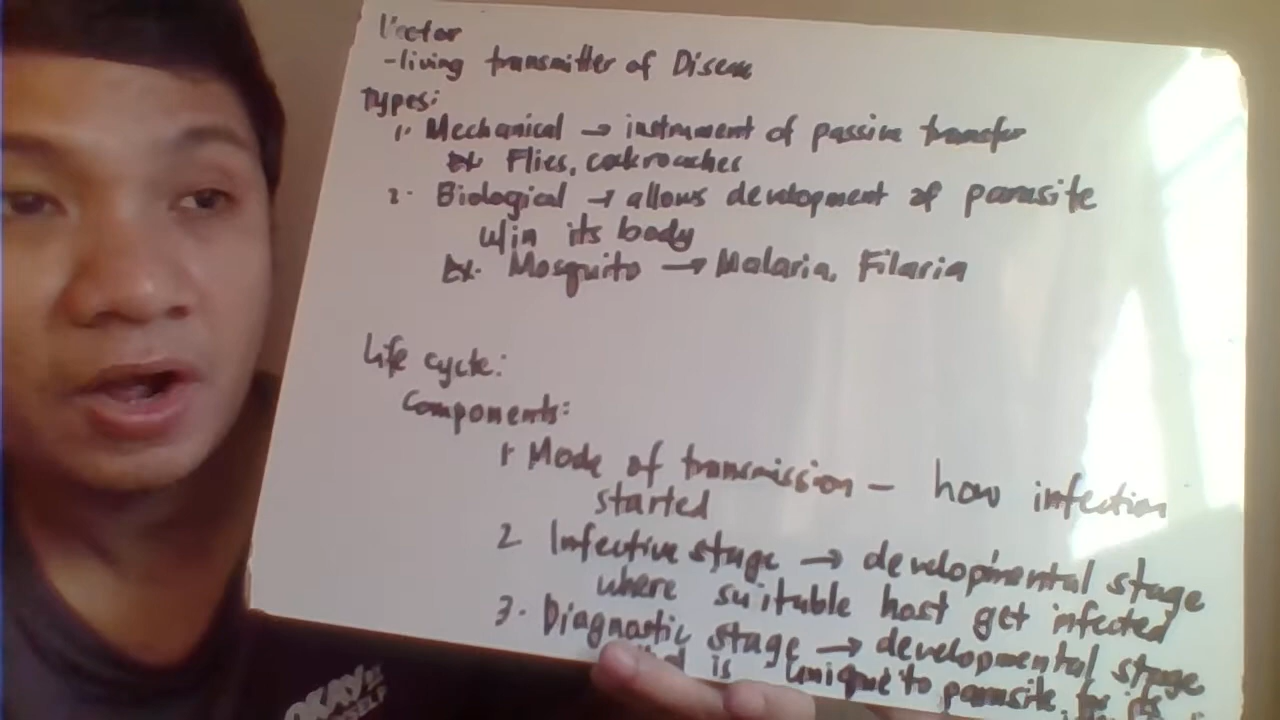 Vector
- living transmitter of Disease
Types:
1. Mechanical → instrument of passive transfer
Ex. Flies, cockroaches
2. Biological → allows development of parasite
w/in its body
Ex. Mosquito → Malaria, Filaria
Life cycle:
Components:
1. Mode of transmission - how infection
started
2. Infective stage → developmental stage
where suitable host get infected
3. Diagnostic stage → developmental stage
is unique to parasite, for its
OKAY